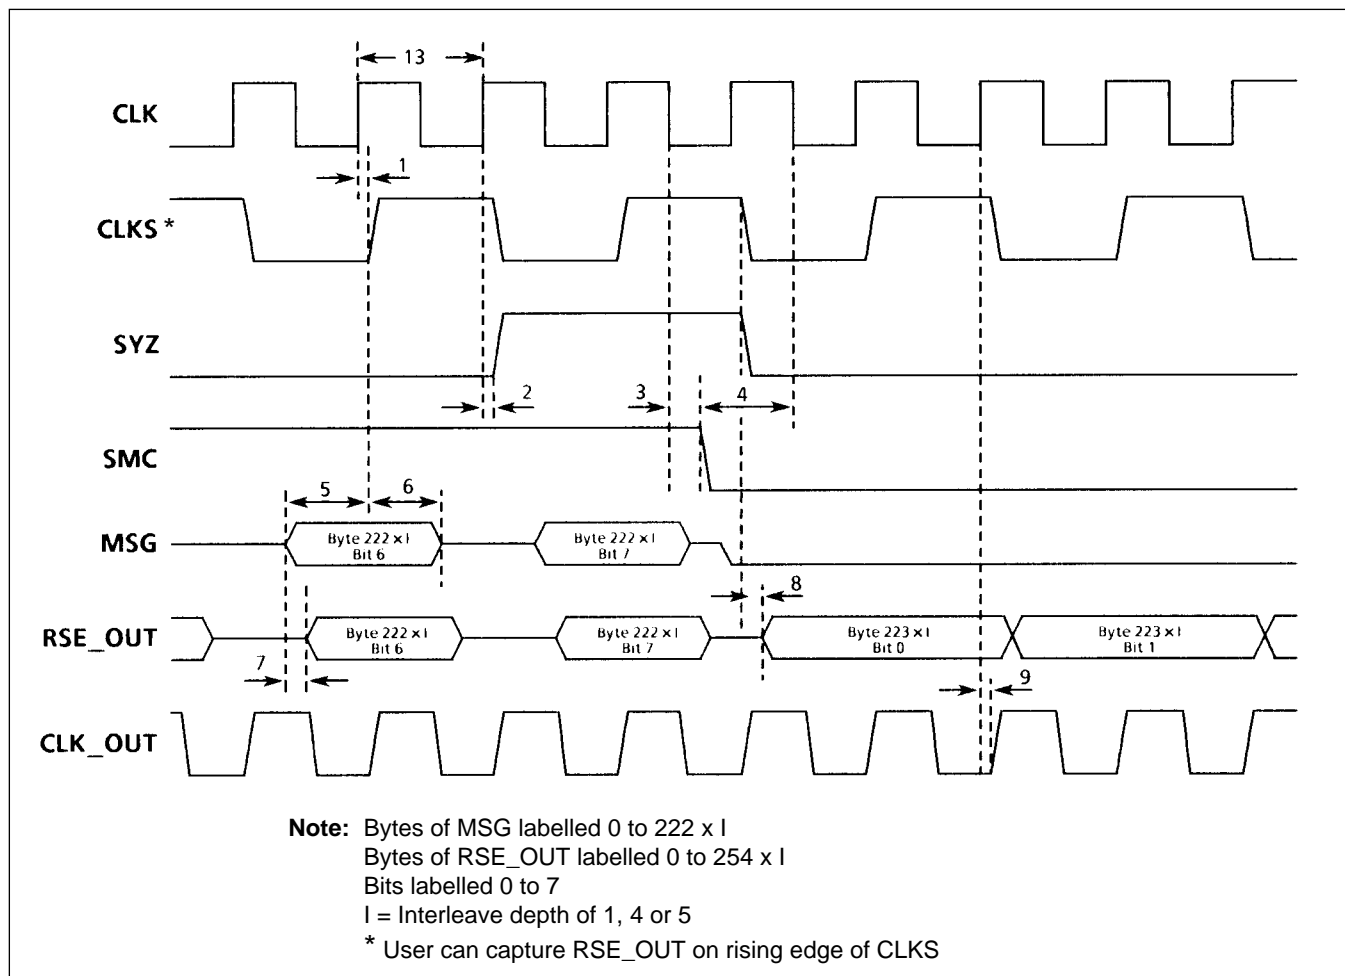 13
CLK
1
CLKS *
SYZ
2
3
4
SMC
5
6
MSG
Byte 222 x I
Bit 6
Byte 222 x I
Bit 7
8
RSE_OUT
Byte 222 x I
Bit 6
Byte 222 x I
Bit 7
Byte 223 x I
Bit 0
Byte 223 x I
Bit 1
7
9
CLK_OUT
Note: Bytes of MSG labelled 0 to 222 x I
Bytes of RSE_OUT labelled 0 to 254 x I
Bits labelled 0 to 7
I = Interleave depth of 1, 4 or 5
* User can capture RSE_OUT on rising edge of CLKS